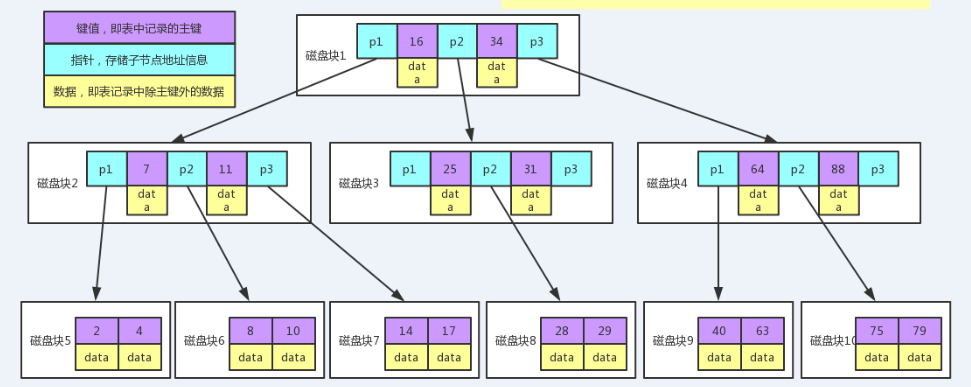 键值，即表中记录的主键
指针，存储子节点地址信息
数据，即表记录中除主键外的数据
磁盘块1
p1 16 p2 34 p3
dat
a
dat
a
磁盘块2
p1 7 p2 11 p3
dat
a
dat
a
磁盘块3
p1 25 p2 31 p3
dat
a
dat
a
磁盘块4
p1 64 p2 88 p3
dat
a
dat
a
磁盘块5
2 4
data data
磁盘块6
8 10
data data
磁盘块7
14 17
data data
磁盘块8
28 29
data data
磁盘块9
40 63
data data
磁盘块10
75 79
data data